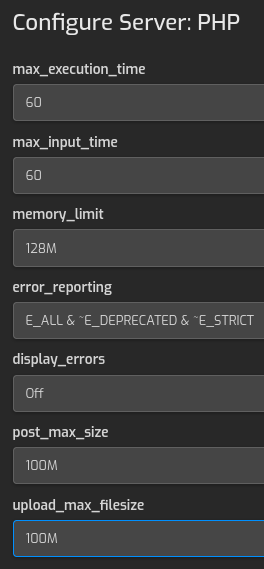 Configure Server: PHP
max_execution_time
60
max_input_time
60
memory_limit
128M
error_reporting
E_ALL & ~E_DEPRECATED & ~E_STRICT
display_errors
Off
post_max_size
100M
upload_max_filesize
100M